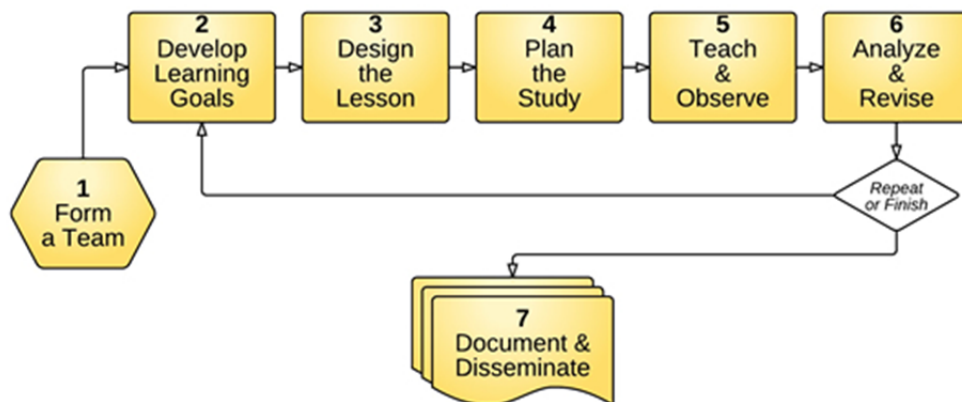 1
Form
a Team
2
Develop
Learning
Goals
3
Design
the
Lesson
4
Plan
the
Study
5
Teach
&
Observe
6
Analyze
&
Revise
Repeat
or Finish
7
Document &
Disseminate